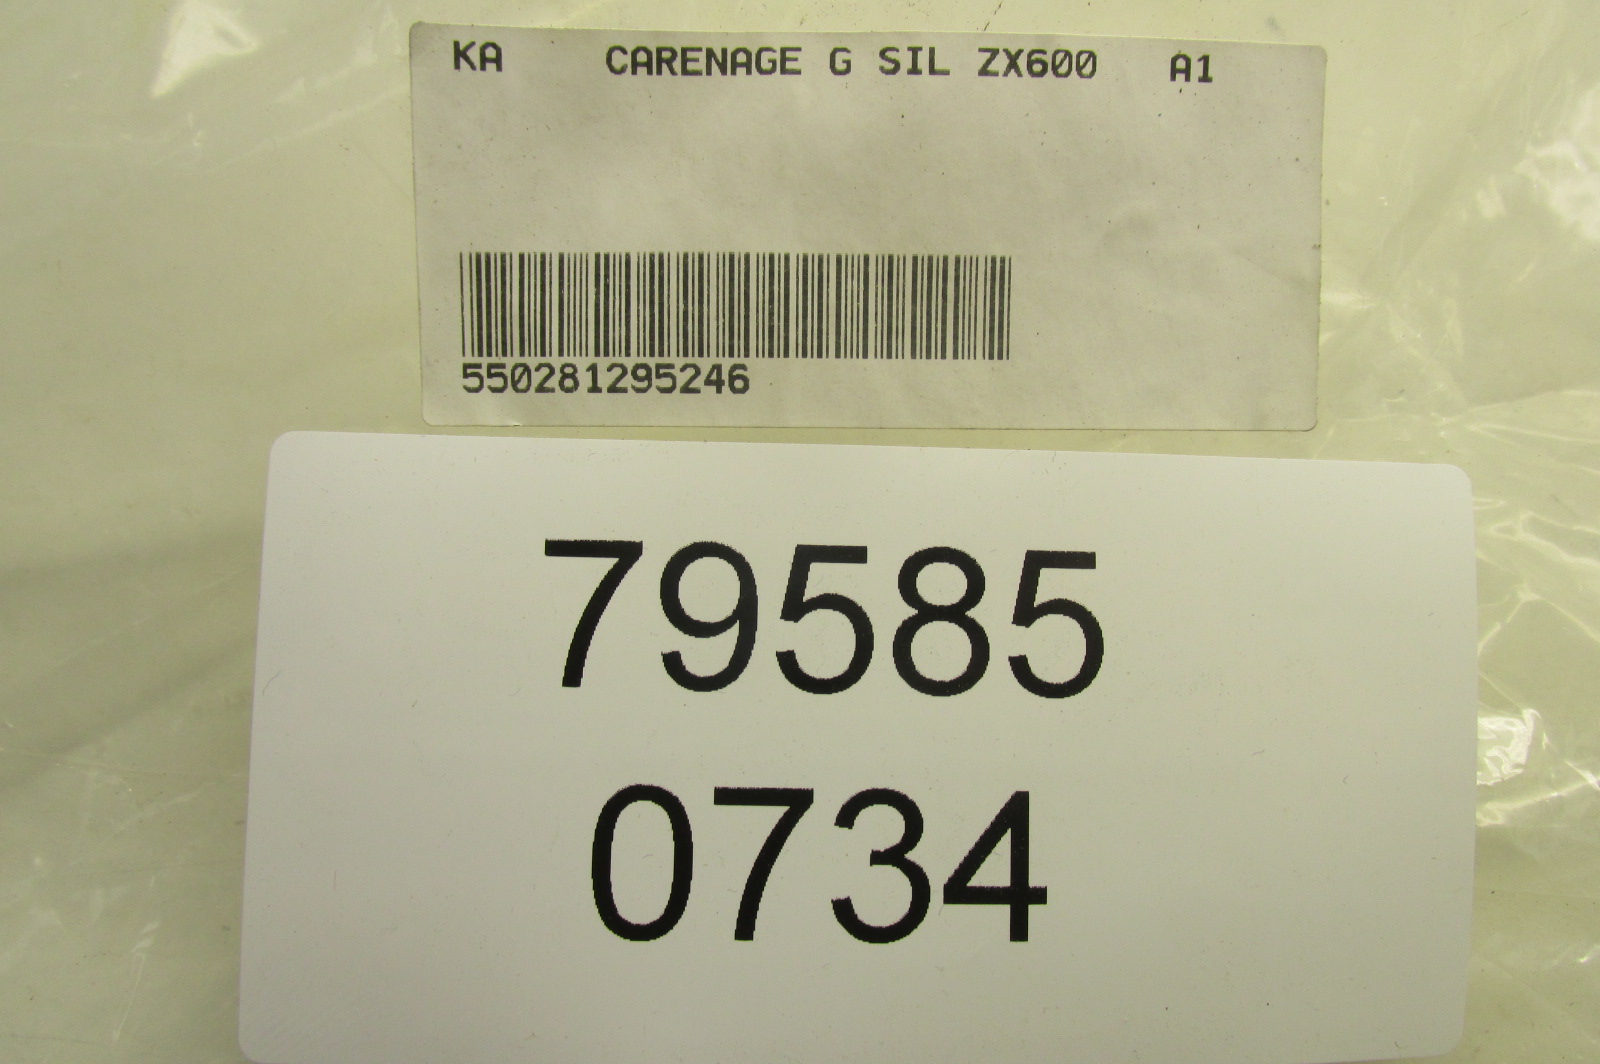 KA CARENAGE G SIL ZX600 A1
550281295246
79585
0734